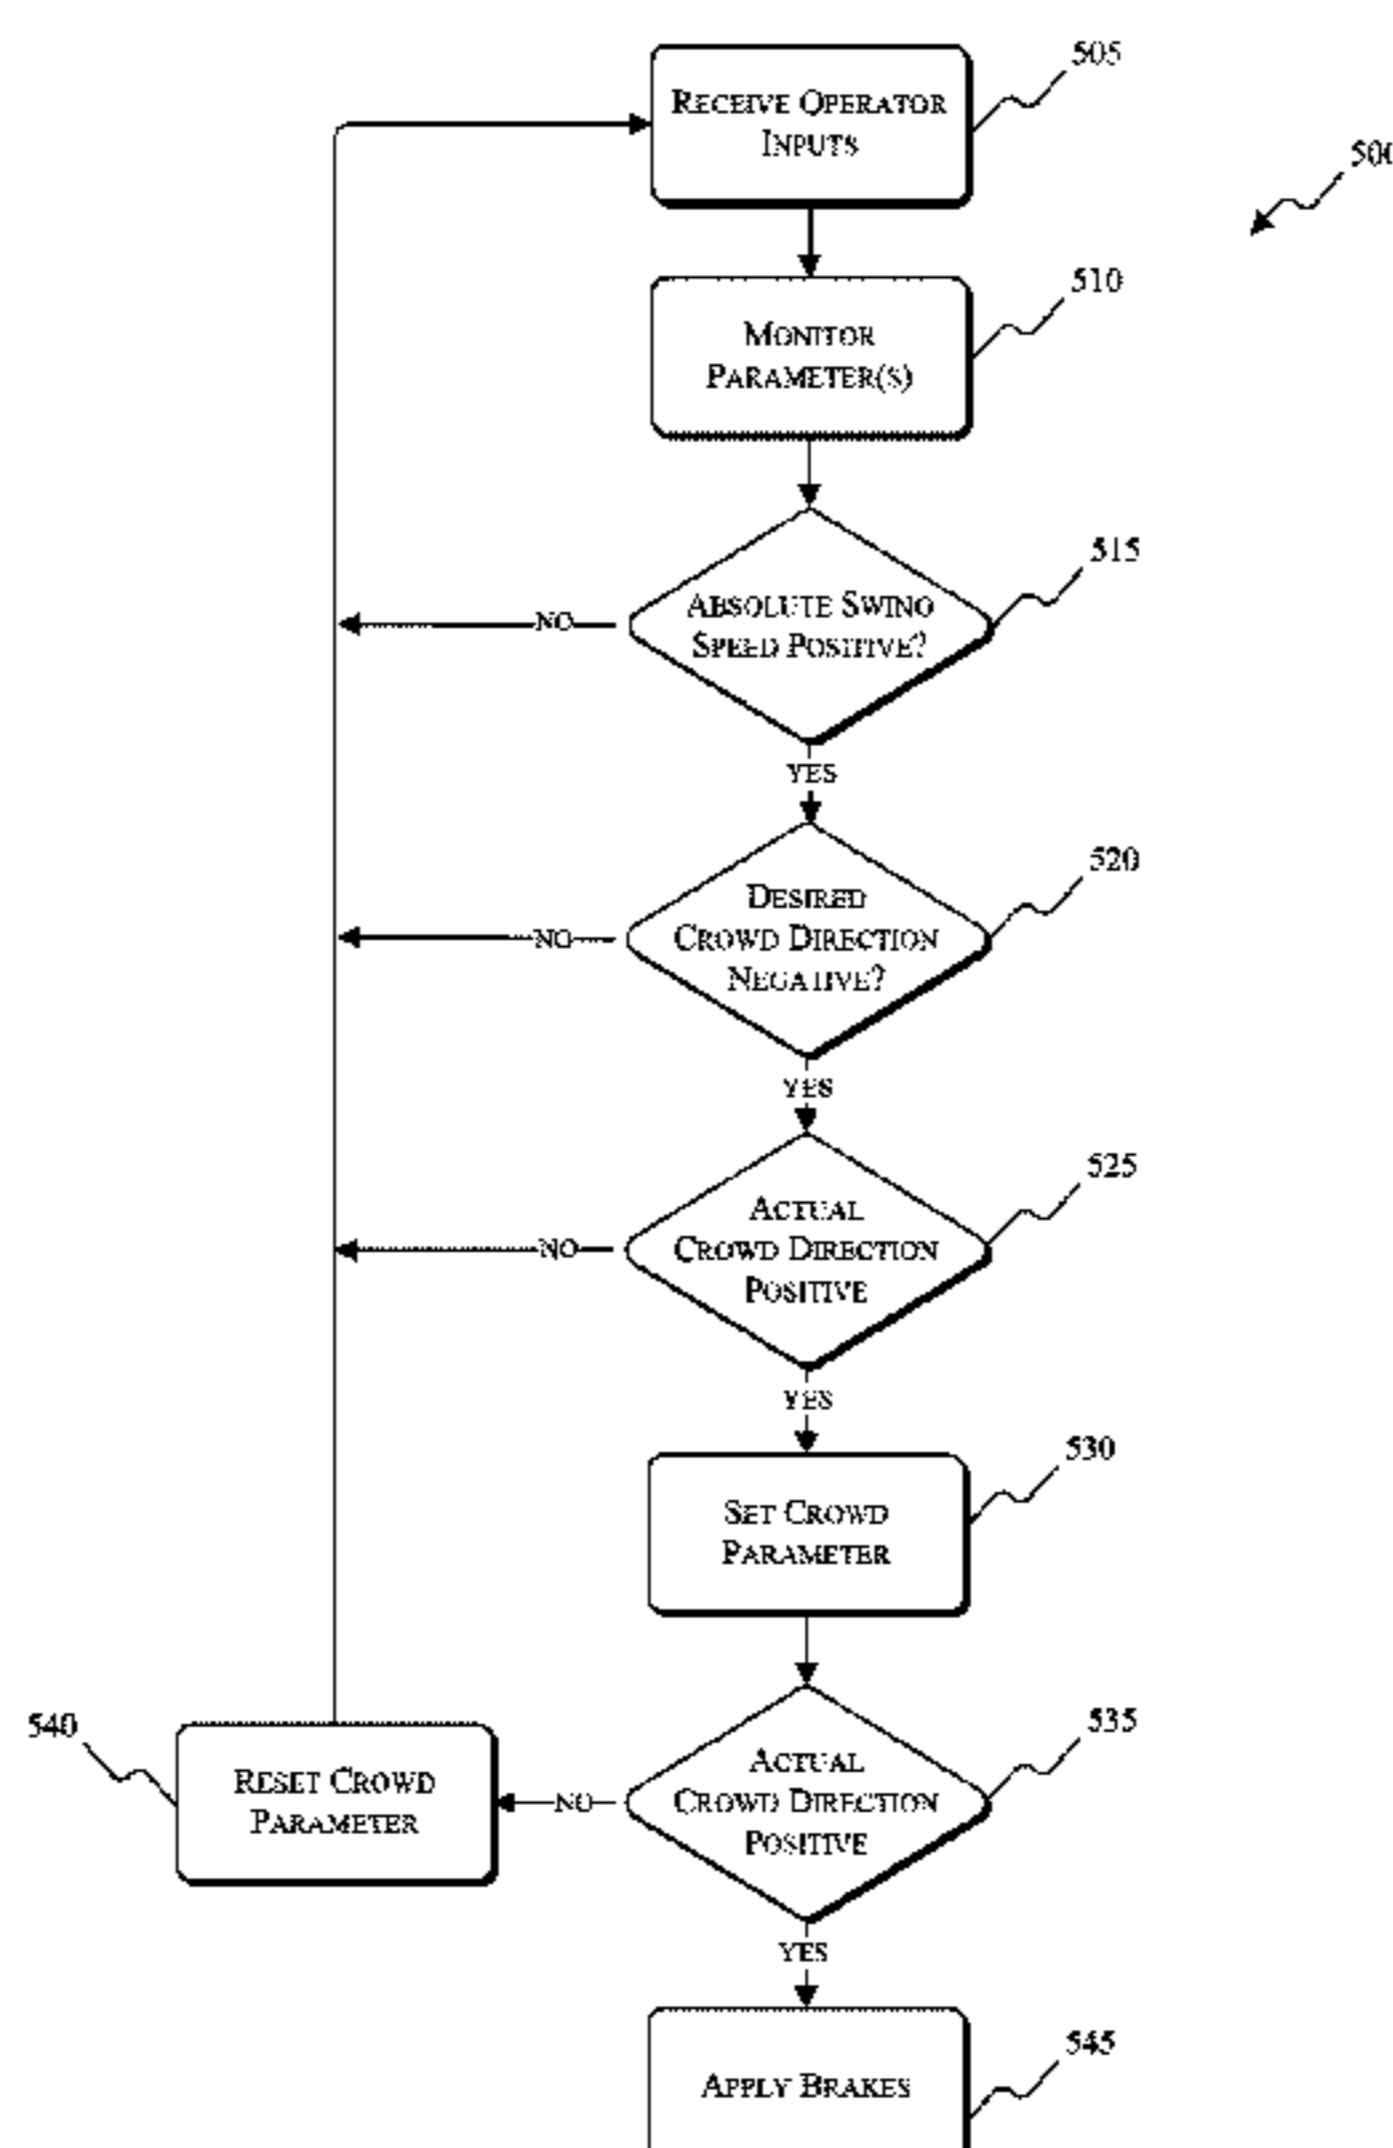 505
RECEIVE OPERATOR
INPUTS
510
MONITOR
PARAMETER(S)
515
ABSOLUTE SWING
SPEED POSITIVE?
NO
YES
520
DESIRED
CROWD DIRECTION
NEGATIVE?
NO
YES
525
ACTUAL
CROWD DIRECTION
POSITIVE
NO
YES
530
SET CROWD
PARAMETER
540
RESET CROWD
PARAMETER
NO
535
ACTUAL
CROWD DIRECTION
POSITIVE
YES
545
APPLY BRAKES